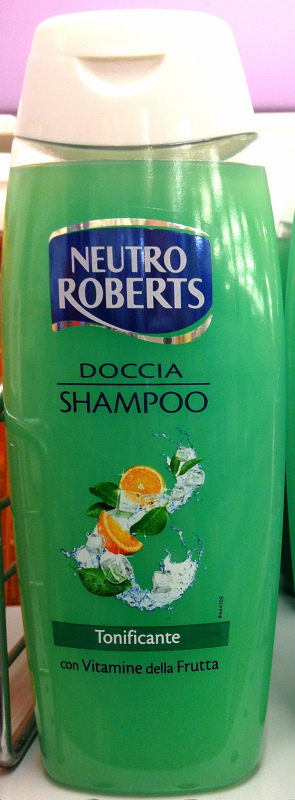 NEUTRO
ROBERTS
DOCCIA
SHAMPOO
Tonificante
con Vitamine della Frutta